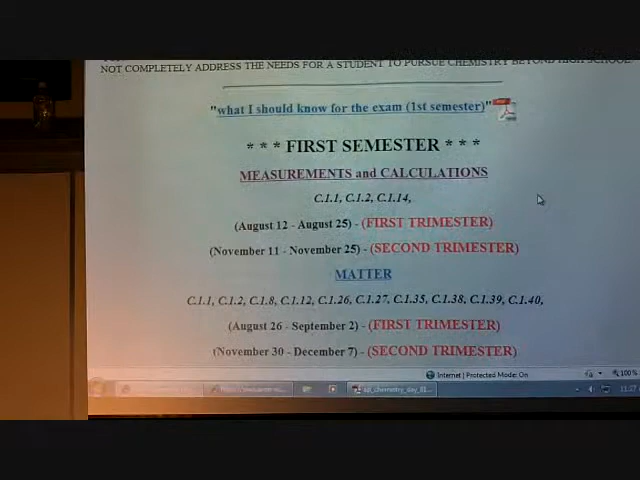 NOT COMPLETELY ADDRESS THE NEEDS FOR A STUDENT TO PURSUE CHEMISTRY BEYOND HIGH SCHOOL.
"what I should know for the exam (1st semester)"
* * * FIRST SEMESTER * * *
MEASUREMENTS and CALCULATIONS
C.1.1, C.1.2, C.1.14,
(August 12 - August 25) - (FIRST TRIMESTER)
(November 11 - November 25) - (SECOND TRIMESTER)
MATTER
C.1.1, C.1.2, C.1.8, C.1.12, C.1.26, C.1.27, C.1.35, C.1.38, C.1.39, C.1.40,
(August 26 - September 2) - (FIRST TRIMESTER)
(November 30 - December 7) - (SECOND TRIMESTER)
Internet | Protected Mode: On
100%